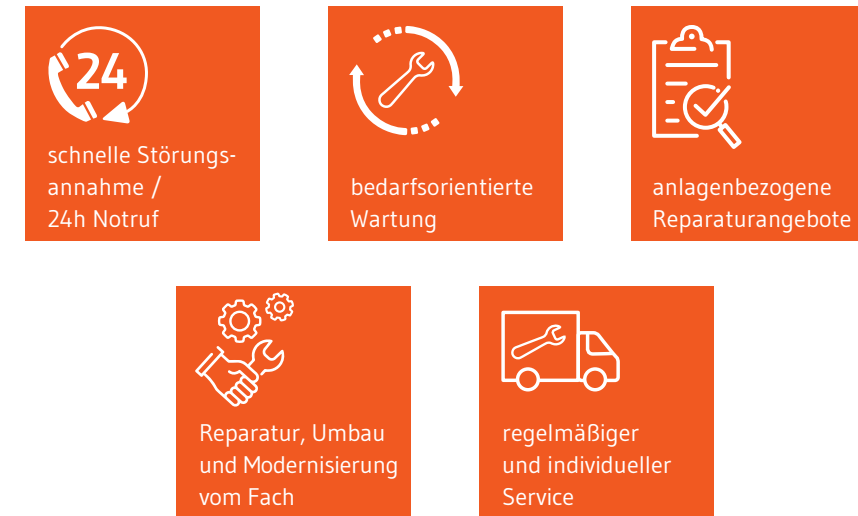 24
schnelle Störungs-
annahme /
24h Notruf
bedarfsorientierte
Wartung
anlagenbezogene
Reparaturangebote
Reparatur, Umbau
und Modernisierung
vom Fach
regelmäßiger
und individueller
Service